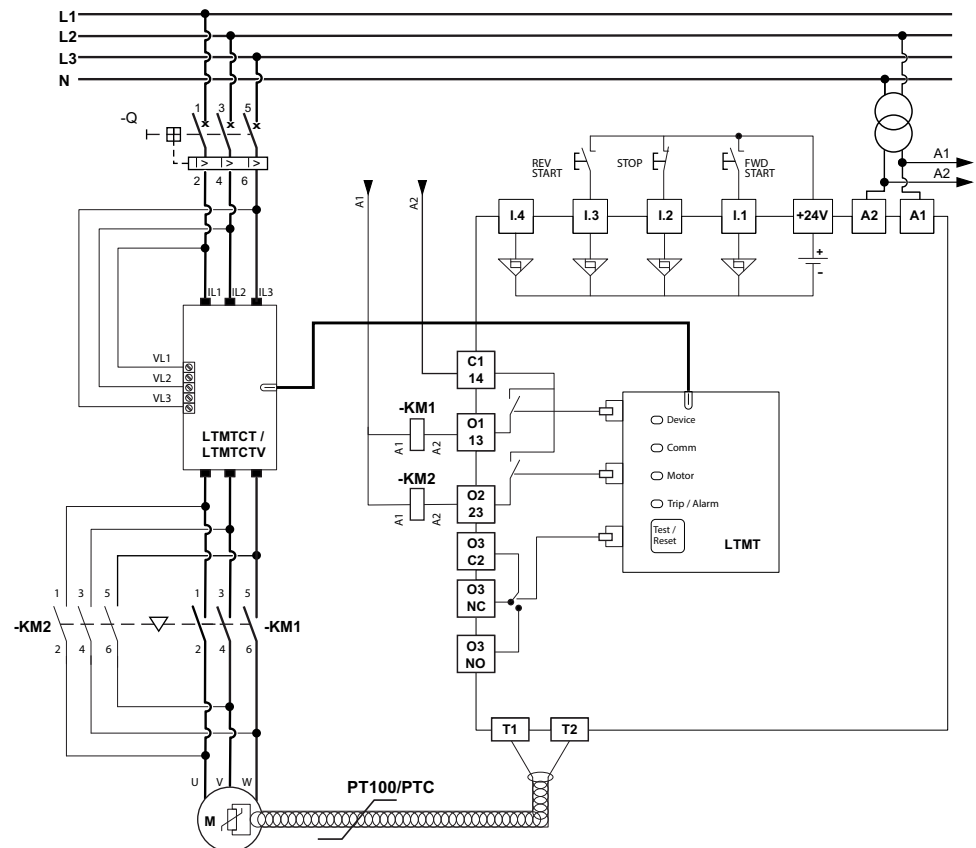 L1
L2
L3
N
-Q
1 3 5
I> I> I>
2 4 6
A1
A2
REV
START
STOP
FWD
START
A1
A2
I.4 I.3 I.2 I.1 +24V A2 A1
+
-
IL1 IL2 IL3
VL1
VL2
VL3
LTMTCT /
LTMTCTV
C1
14
-KM1
A1 A2
O1
13
-KM2
A1 A2
O2
23
O3
C2
O3
NC
O3
NO
Device
Comm
Motor
Trip / Alarm
Test /
Reset
LTMT
1 3 5 1 3 5
-KM2 -KM1
2 4 6 2 4 6
T1 T2
U V W
M
PT100/PTC